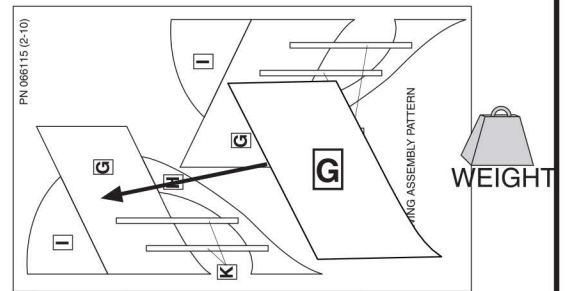 PN 066115 (2-10)
I
G
I
G
H
K
G
ING ASSEMBLY PATTERN
WEIGHT